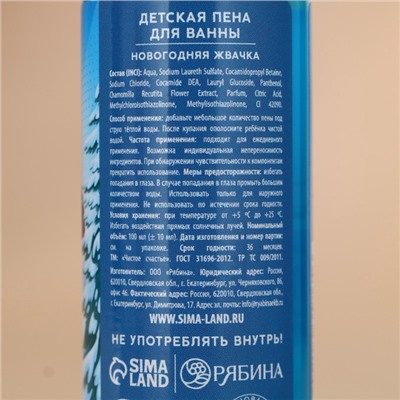 ДЕТСКАЯ ПЕНА
ДЛЯ ВАННЫ
НОВОГОДНЯЯ ЖВАЧКА
Состав (INCI): Aqua, Sodium Laureth Sulfate, Cocamidopropyl Betaine,
Sodium Chloride, Cocamide DEA, Lauryl Glucoside, Panthenol,
Chamomilla Recutita Flower Extract, Parfum, Citric Acid,
Methylchloroisothiazolinone, Methylisothiazolinone, CI 42090.
Способ применения: добавьте небольшое количество пены под
струю тёплой воды. После купания ополосните ребёнка чистой
водой. Частота применения: подходит для ежедневного
применения. Возможна индивидуальная непереносимость
ингредиентов. При обнаружении чувствительности к компонентам
прекратить использование. Меры предосторожности: избегать
попадания в глаза. В случае попадания в глаза промыть большим
количеством воды. Использовать только для наружного
применения. Не использовать по истечении срока годности.
Условия хранения: при температуре от +5 °С до +25 °С.
Избегать воздействия прямых солнечных лучей. Номинальный
объём: 100 мл (± 10 мл). Дата изготовления и номер партии:
см. на упаковке. Срок годности: 36 месяцев.
ТМ: «Чистое счастье». ГОСТ 31696-2012. ТР ТС 009/2011.
Изготовитель: ООО «Рябина». Юридический адрес: Россия,
620010, Свердловская обл., г. Екатеринбург, ул. Черняховского, 86,
офис 46. Фактический адрес: Россия, 620010, Свердловская обл.,
г. Екатеринбург, ул. Димитрова, 17. Адрес эл. почты:
WWW.SIMA-LAND.RU
НЕ УПОТРЕБЛЯТЬ ВНУТРЬ!
SIMA РЯБИНА
LAND